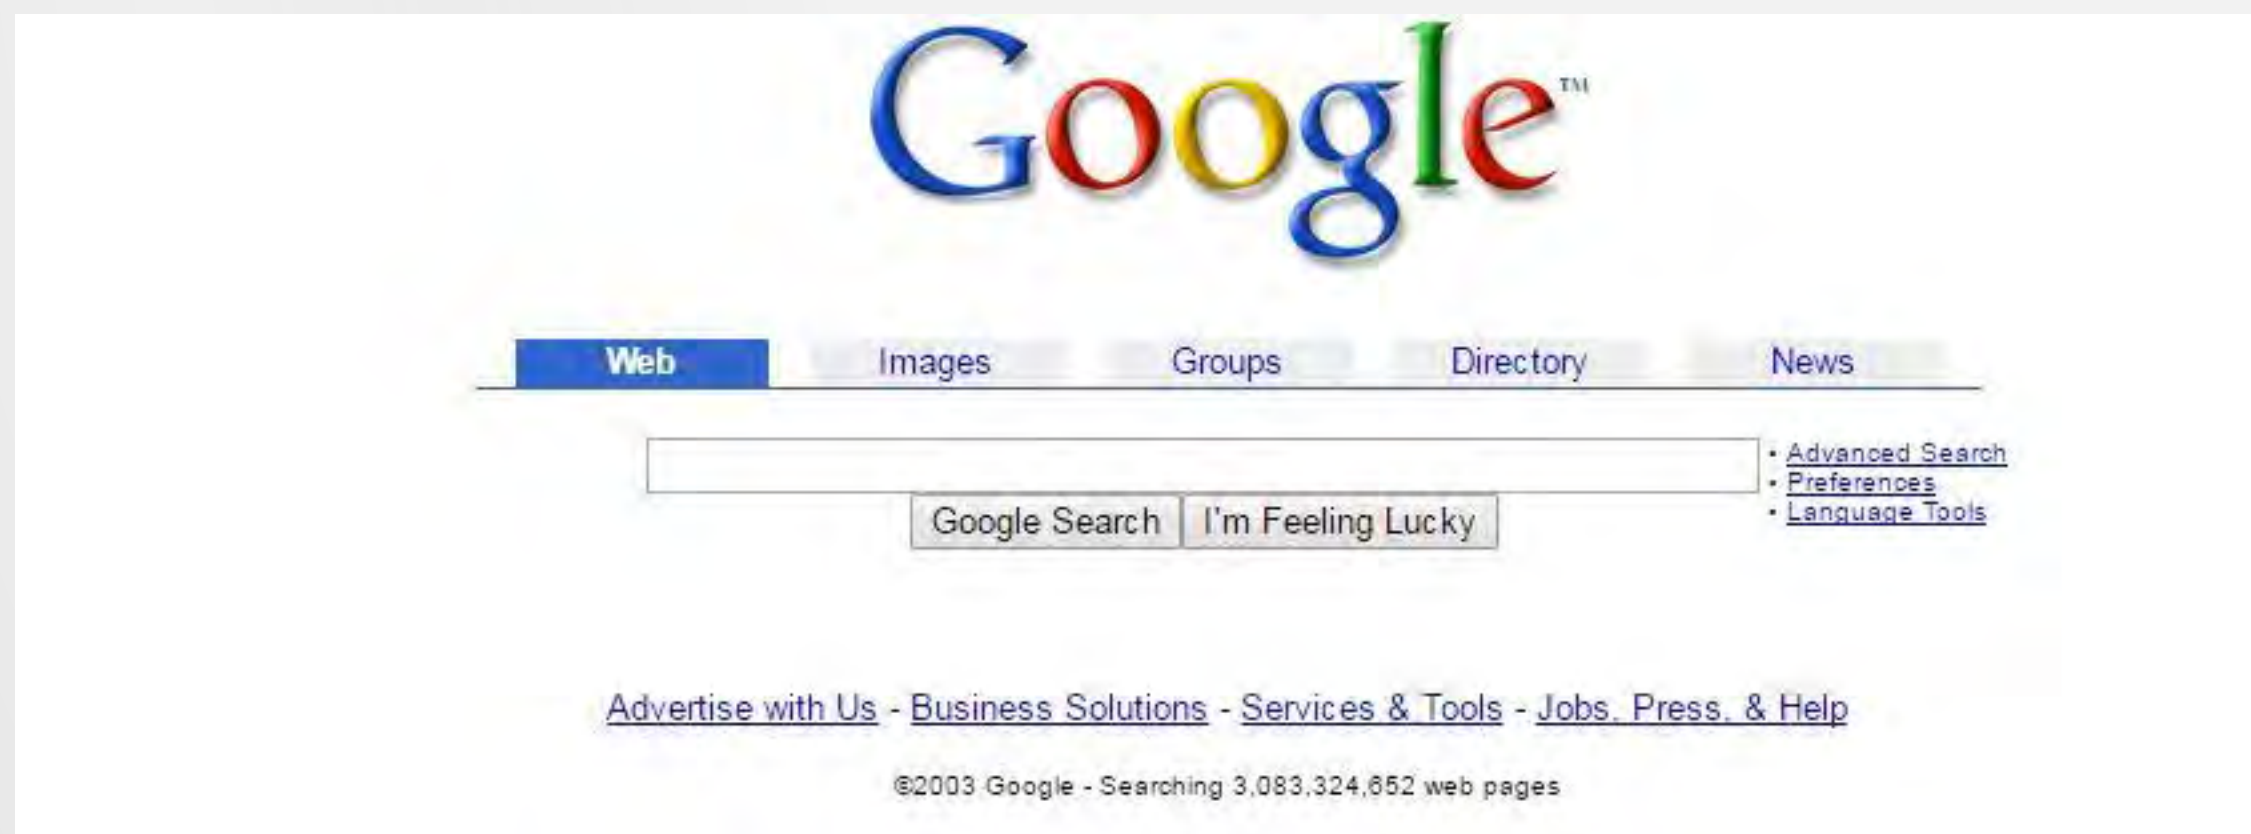 Google™
Web Images Groups Directory News
• Advanced Search
• Preferences
• Language Tools
Google Search I'm Feeling Lucky
Advertise with Us - Business Solutions - Services & Tools - Jobs, Press, & Help
©2003 Google - Searching 3,083,324,652 web pages